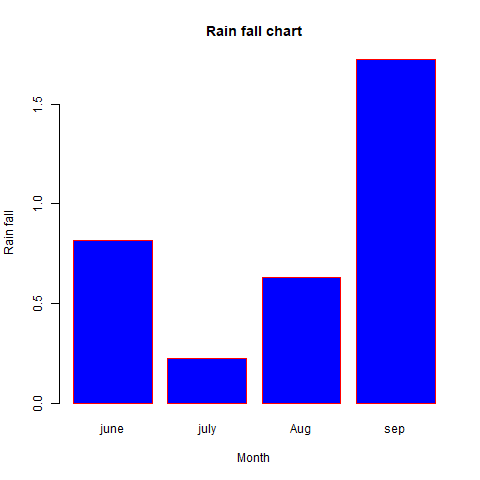 Rain fall chart
Rain fall
1.5
1.0
0.5
0.0
june july Aug sep
Month